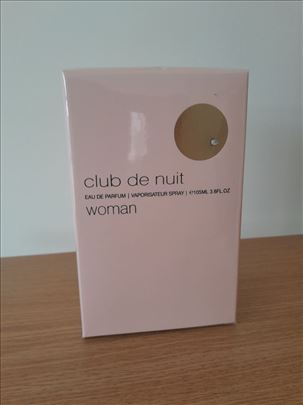 club de nuit
EAU DE PARFUM | VAPORISATEUR SPRAY | ℮105ML 3.6FL.OZ
woman